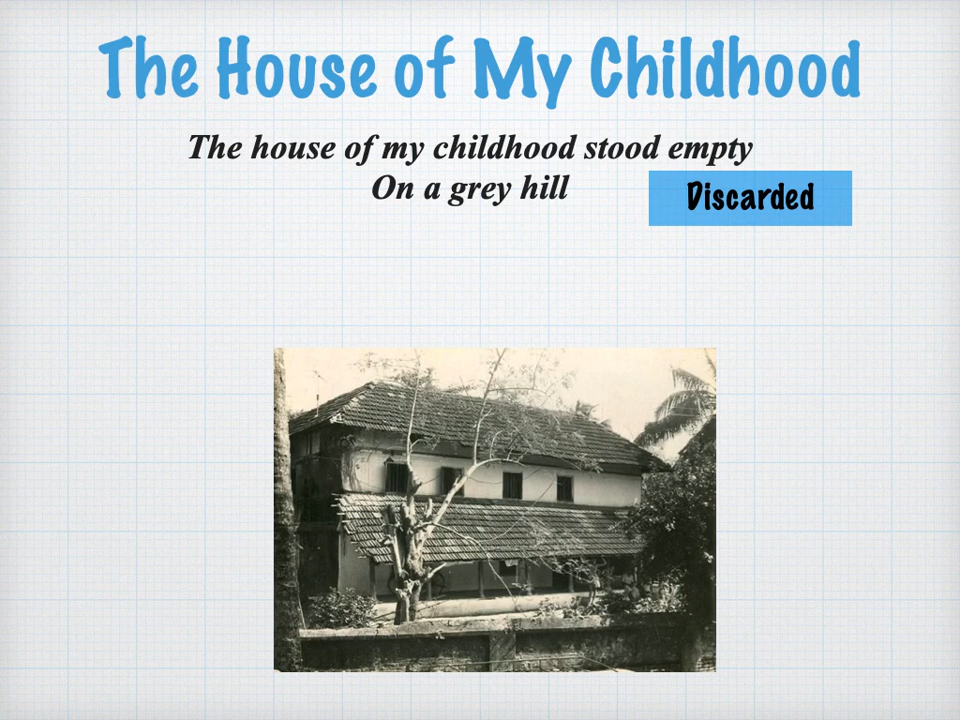 The House of My Childhood
The house of my childhood stood empty
On a grey hill
Discarded